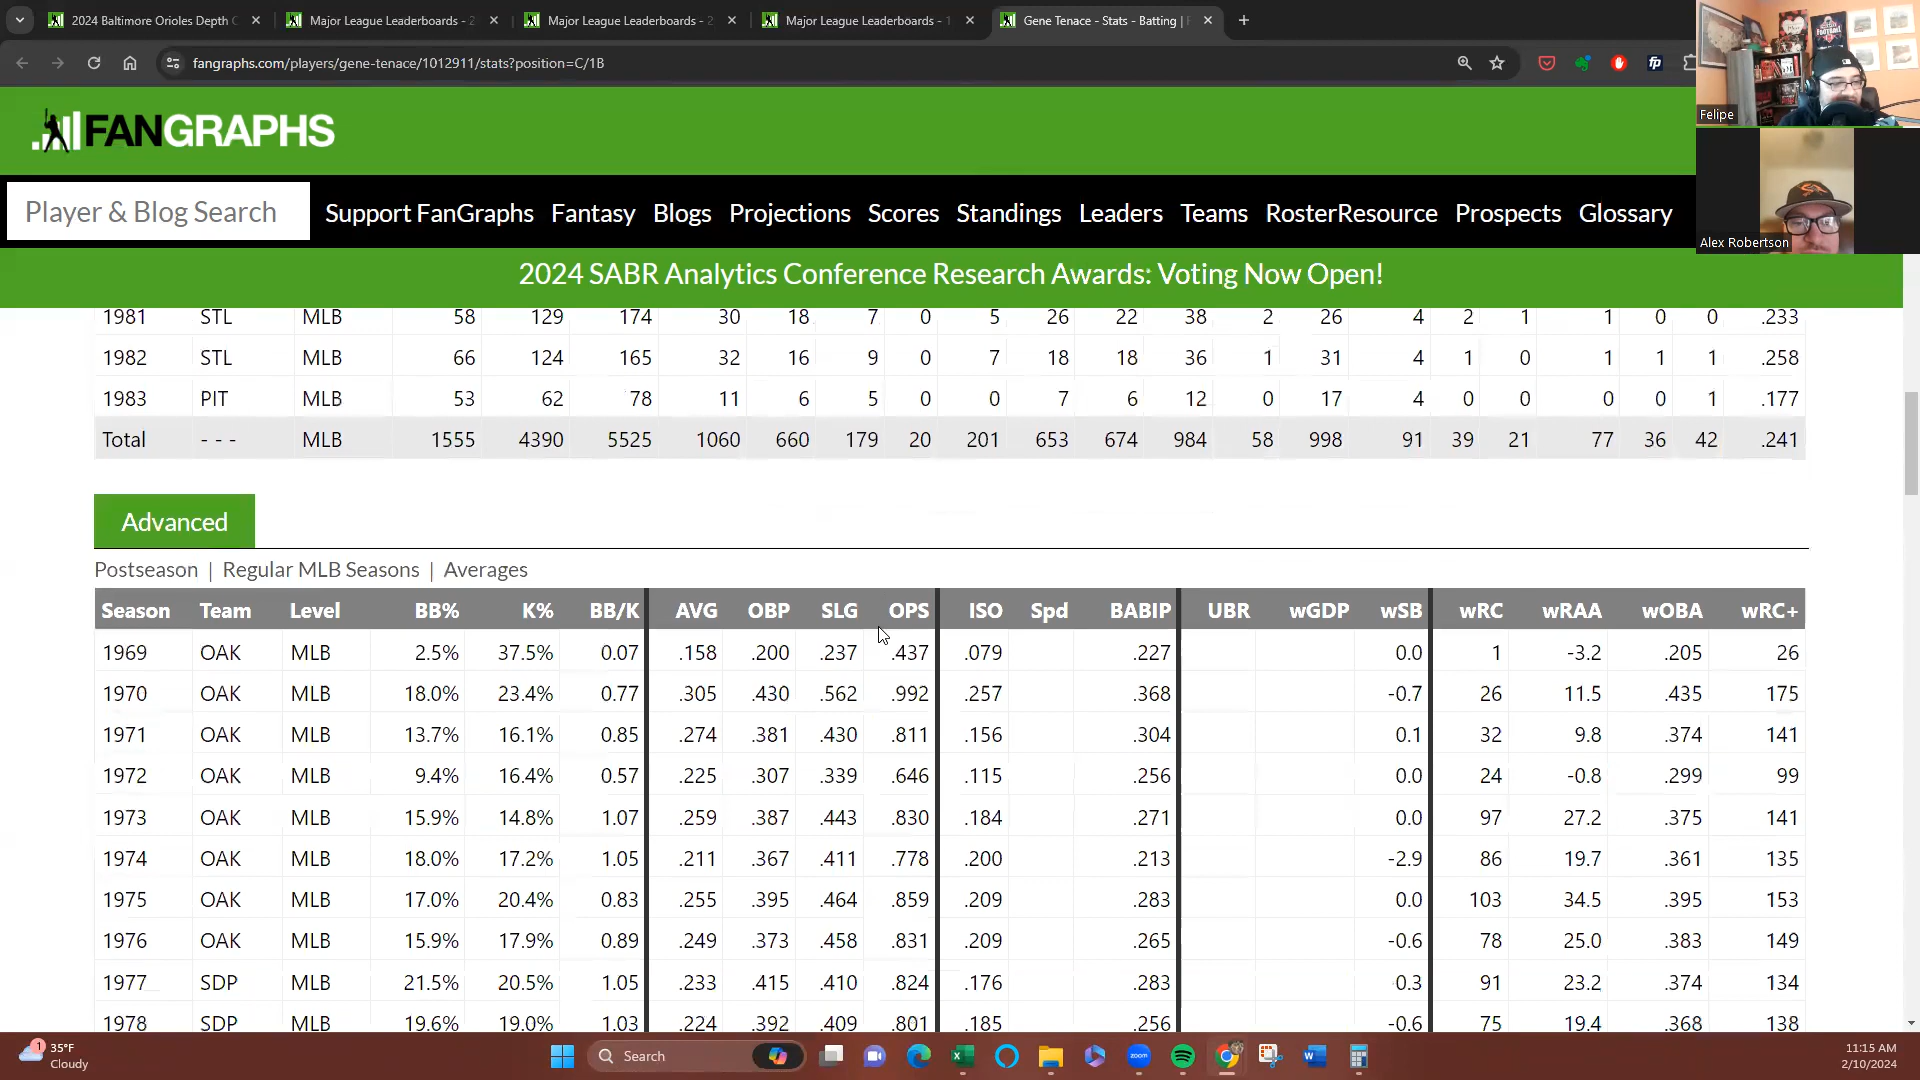 2024 Baltimore Orioles Depth C
Major League Leaderboards - 2
Major League Leaderboards - 2
Major League Leaderboards - 1
Gene Tenace - Stats - Batting |
fangraphs.com/players/gene-tenace/1012911/stats?position=C/1B
fp
FANGRAPHS
Felipe
Player & Blog Search Support FanGraphs Fantasy Blogs Projections Scores Standings Leaders Teams RosterResource Prospects Glossary
Alex Robertson
2024 SABR Analytics Conference Research Awards: Voting Now Open!
1981 STL MLB 58 129 174 30 18 7 0 5 26 22 38 2 26 4 2 1 1 0 0 .233
1982 STL MLB 66 124 165 32 16 9 0 7 18 18 36 1 31 4 1 0 1 1 1 .258
1983 PIT MLB 53 62 78 11 6 5 0 0 7 6 12 0 17 4 0 0 0 0 1 .177
Total - - - MLB 1555 4390 5525 1060 660 179 20 201 653 674 984 58 998 91 39 21 77 36 42 .241
Advanced
Postseason | Regular MLB Seasons | Averages
Season Team Level BB% K% BB/K AVG OBP SLG OPS ISO Spd BABIP UBR wGDP wSB wRC wRAA wOBA wRC+
1969 OAK MLB 2.5% 37.5% 0.07 .158 .200 .237 .437 .079 .227 0.0 1 -3.2 .205 26
1970 OAK MLB 18.0% 23.4% 0.77 .305 .430 .562 .992 .257 .368 -0.7 26 11.5 .435 175
1971 OAK MLB 13.7% 16.1% 0.85 .274 .381 .430 .811 .156 .304 0.1 32 9.8 .374 141
1972 OAK MLB 9.4% 16.4% 0.57 .225 .307 .339 .646 .115 .256 0.0 24 -0.8 .299 99
1973 OAK MLB 15.9% 14.8% 1.07 .259 .387 .443 .830 .184 .271 0.0 97 27.2 .375 141
1974 OAK MLB 18.0% 17.2% 1.05 .211 .367 .411 .778 .200 .213 -2.9 86 19.7 .361 135
1975 OAK MLB 17.0% 20.4% 0.83 .255 .395 .464 .859 .209 .283 0.0 103 34.5 .395 153
1976 OAK MLB 15.9% 17.9% 0.89 .249 .373 .458 .831 .209 .265 -0.6 78 25.0 .383 149
1977 SDP MLB 21.5% 20.5% 1.05 .233 .415 .410 .824 .176 .283 0.3 91 23.2 .374 134
1978 SDP MLB 19.6% 19.0% 1.03 .224 .392 .409 .801 .185 .256 -0.6 75 19.4 .368 138
1
35°F
Cloudy
Search
zoom
11:15 AM
2/10/2024